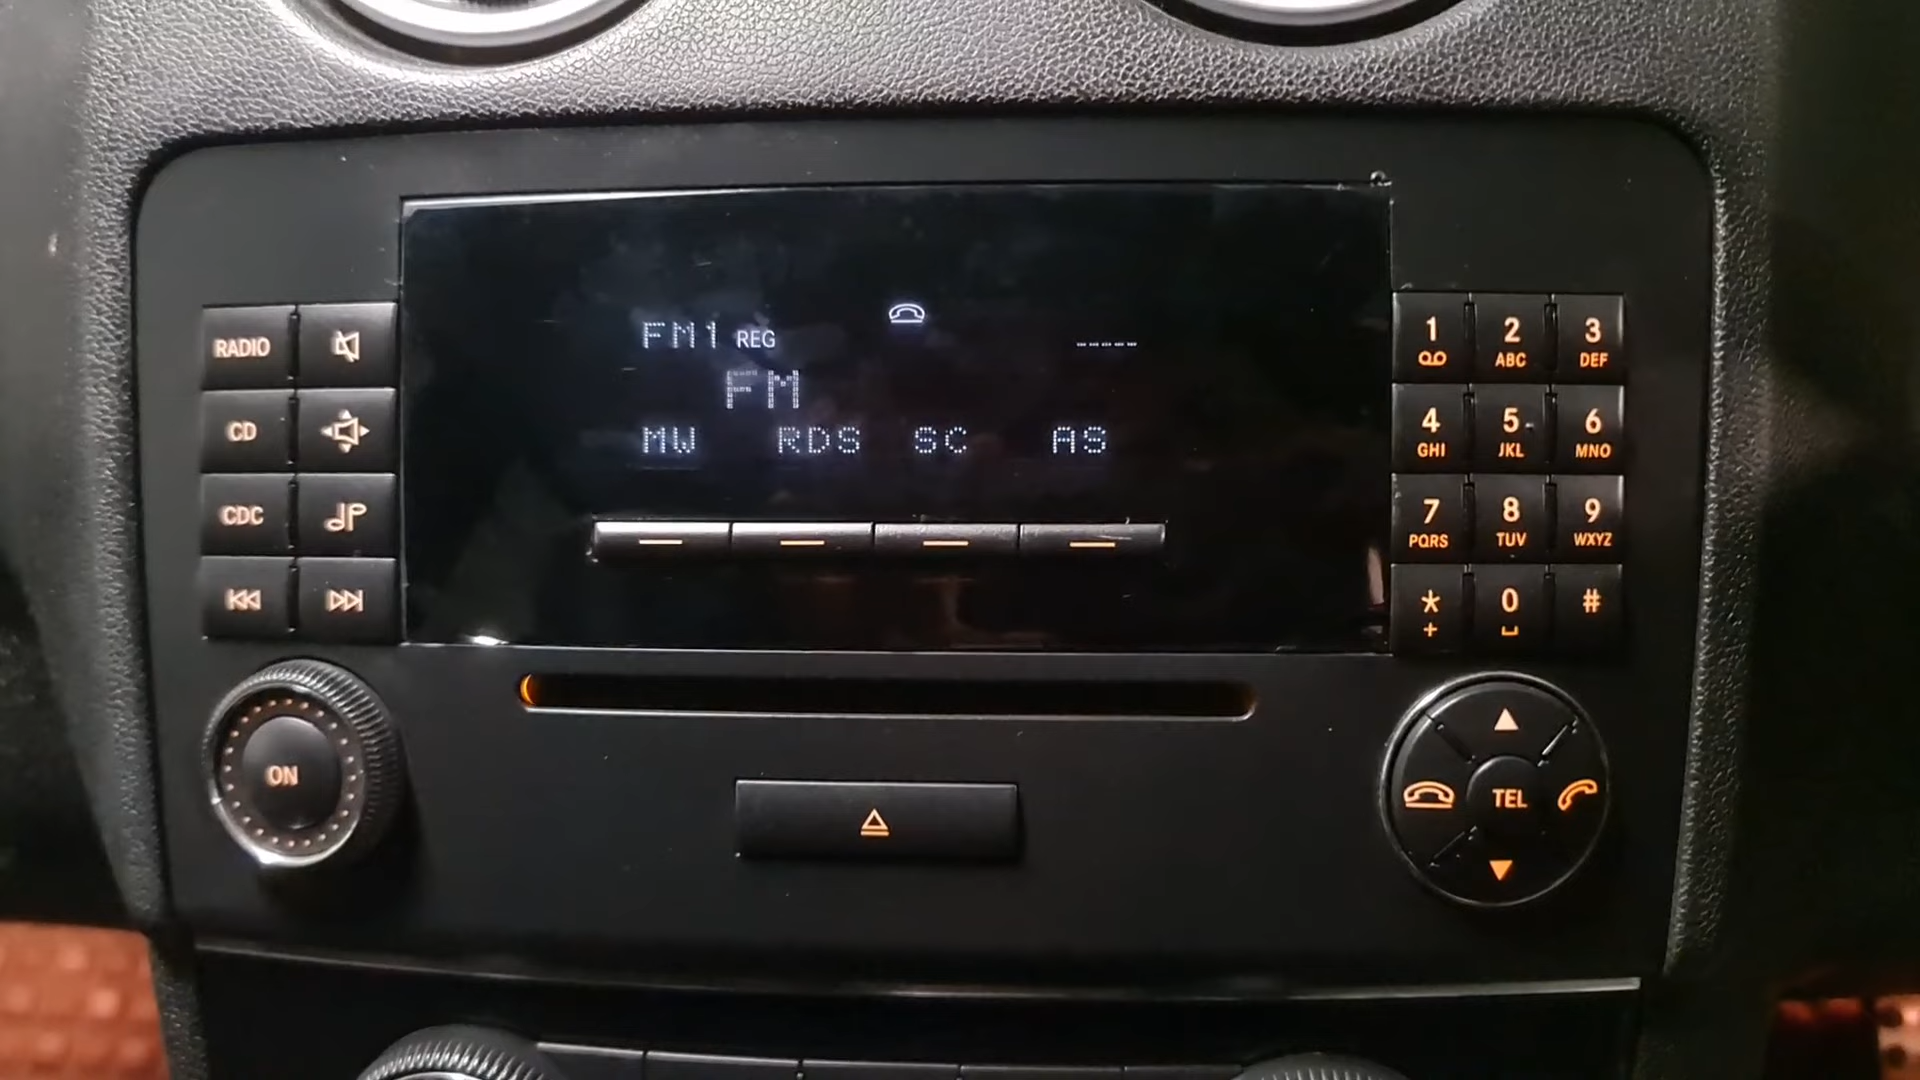 FM1 REG -----
FM
MW RDS SC AS
RADIO
CD
CDC
ON
1 2 3
ABC DEF
4 5 6
GHI JKL MNO
7 8 9
PQRS TUV WXYZ
* 0 #
+
TEL